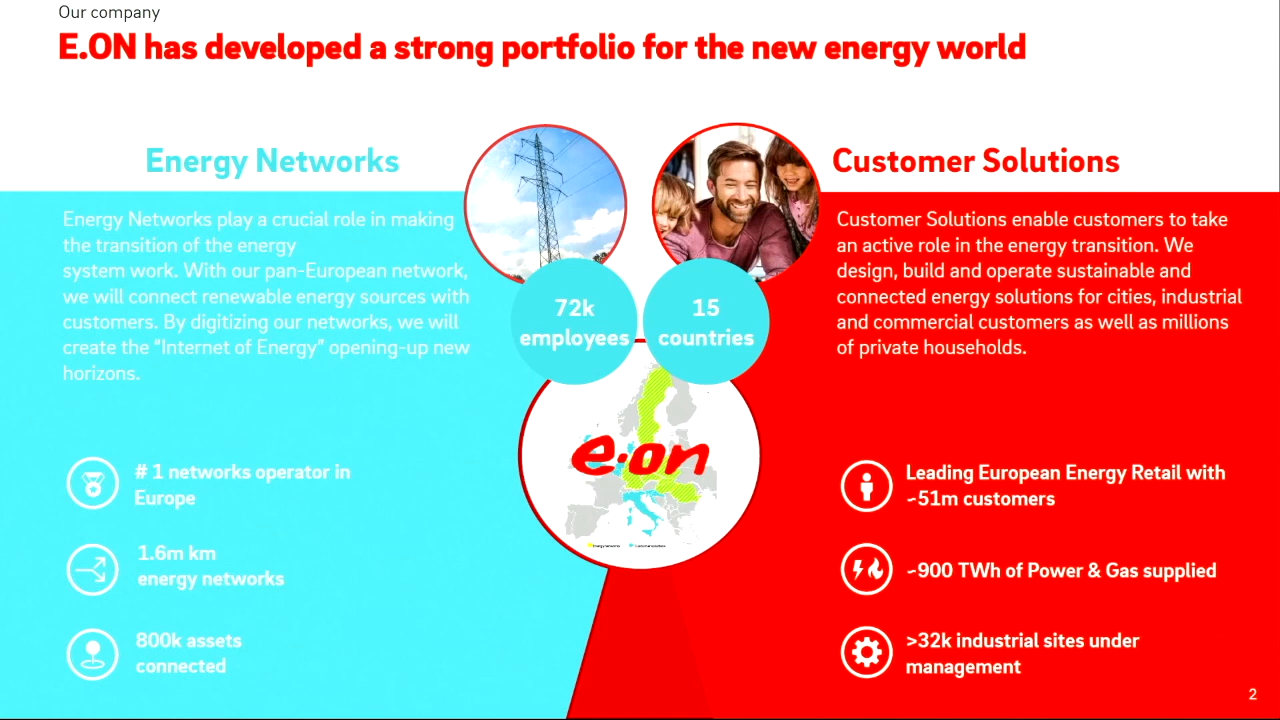 Our company
E.ON has developed a strong portfolio for the new energy world
Energy Networks
Energy Networks play a crucial role in making
the transition of the energy
system work. With our pan-European network,
we will connect renewable energy sources with
customers. By digitizing our networks, we will
create the “Internet of Energy” opening-up new
horizons.
# 1 networks operator in
Europe
1.6m km
energy networks
800k assets
connected
72k
employees
15
countries
e·on
Energy networks
Customer solutions
Customer Solutions
Customer Solutions enable customers to take
an active role in the energy transition. We
design, build and operate sustainable and
connected energy solutions for cities, industrial
and commercial customers as well as millions
of private households.
Leading European Energy Retail with
~51m customers
~900 TWh of Power & Gas supplied
>32k industrial sites under
management
2